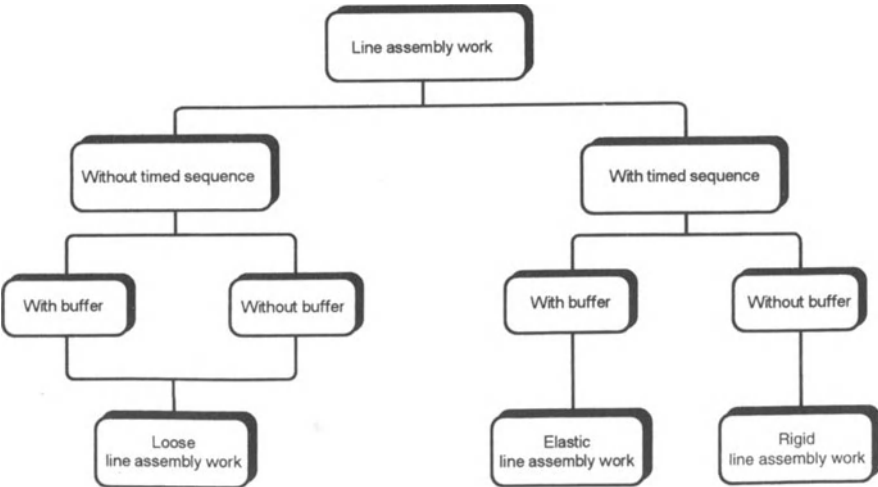 Line assembly work
Without timed sequence
With timed sequence
With buffer
Without buffer
With buffer
Without buffer
Loose
line assembly work
Elastic
line assembly work
Rigid
line assembly work